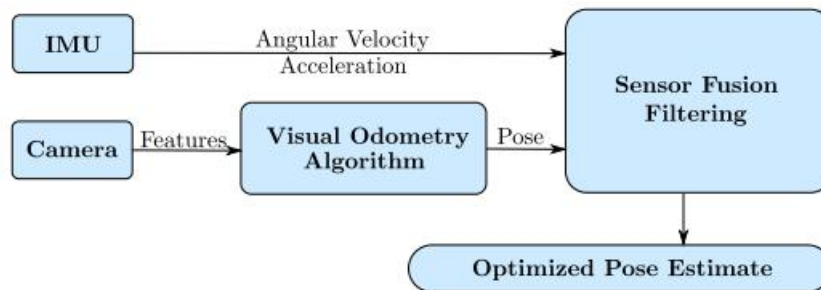 IMU
Angular Velocity
Acceleration
Sensor Fusion
Filtering
Camera
Features
Visual Odometry
Algorithm
Pose
Optimized Pose Estimate